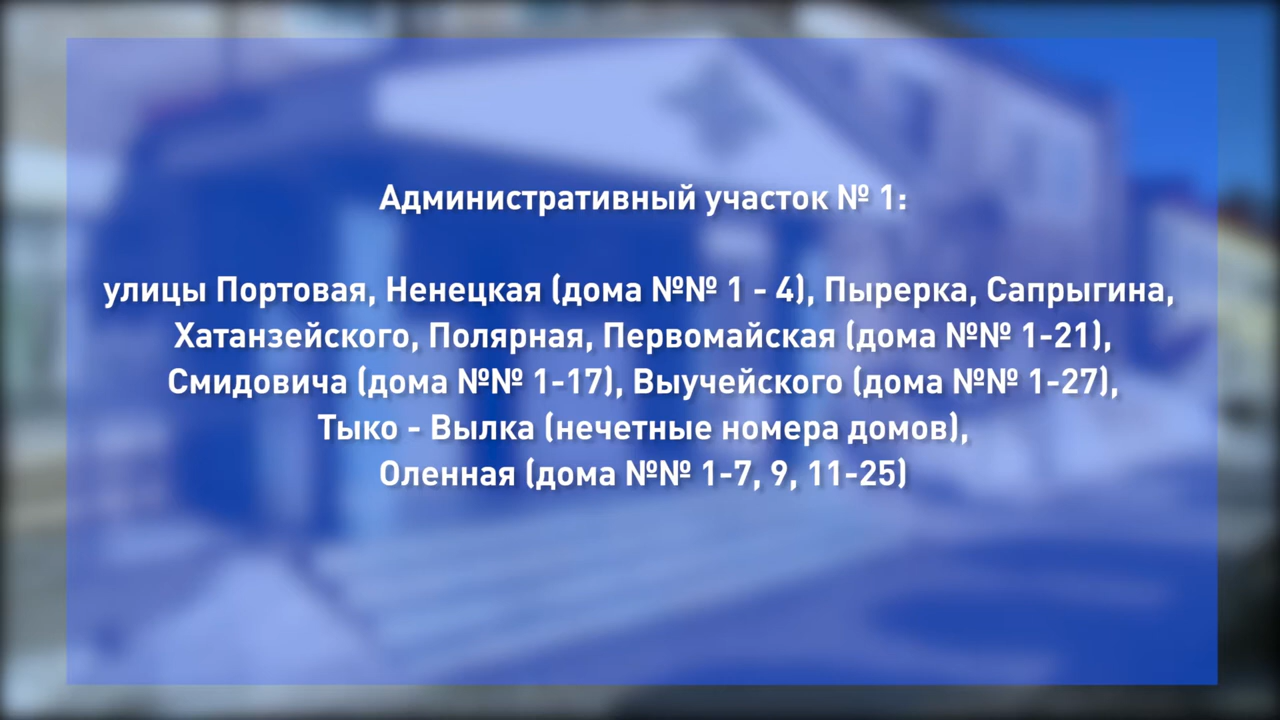 Административный участок № 1:
улицы Портовая, Ненецкая (дома №№ 1 - 4), Пырерка, Сапрыгина,
Хатанзейского, Полярная, Первомайская (дома №№ 1-21),
Смидовича (дома №№ 1-17), Выучейского (дома №№ 1-27),
Тыко - Вылка (нечетные номера домов),
Оленная (дома №№ 1-7, 9, 11-25)